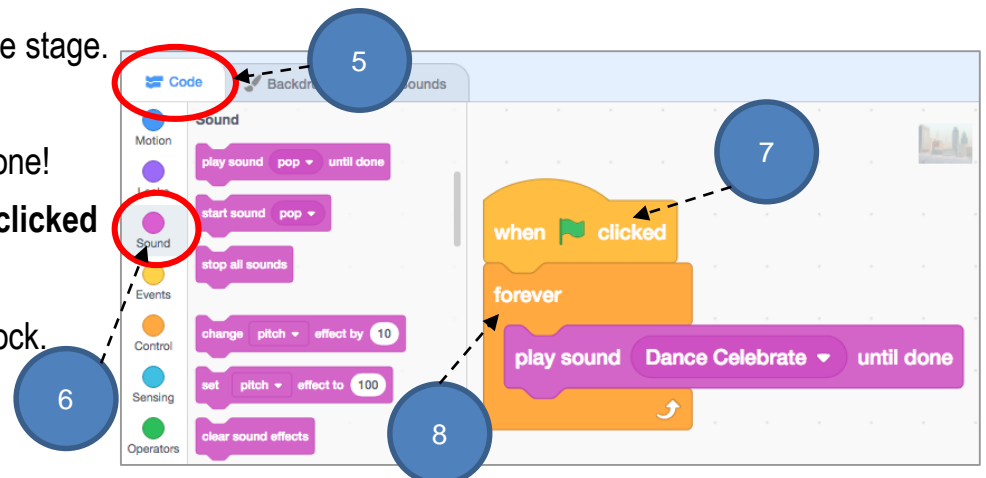 e stage.
one!
clicked
ock.
5
6
7
8
Code
Backdr
ounds
Motion
Sound
Events
Control
Sensing
Operators
Sound
play sound pop until done
start sound pop
stop all sounds
change pitch effect by 10
set pitch effect to 100
clear sound effects
when clicked
forever
play sound Dance Celebrate until done